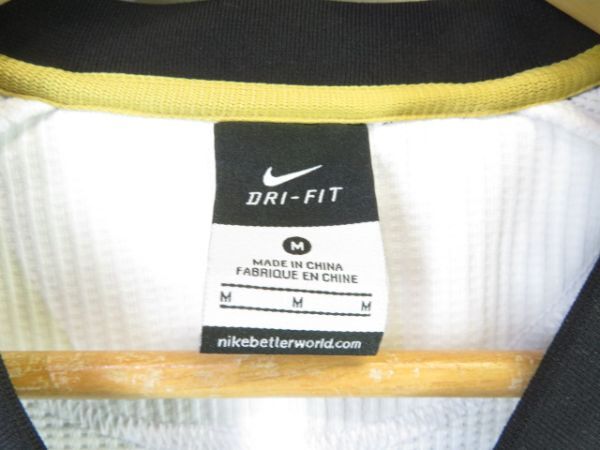 DRI-FIT
M
MADE IN CHINA
FABRIQUE EN CHINE
M M M
nikebetterworld.com